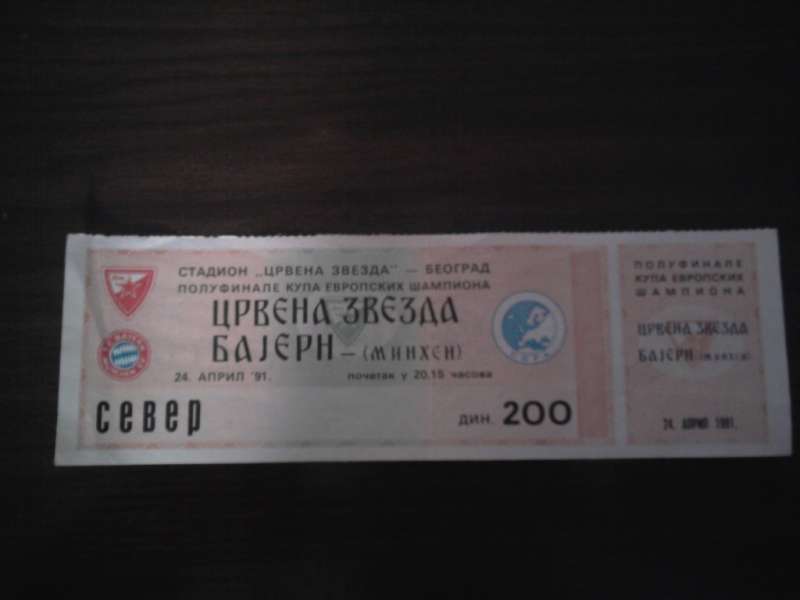 СТАДИОН „ЦРВЕНА ЗВЕЗДА" — БЕОГРАД
ПОЛУФИНАЛЕ КУПА ЕВРОПСКИХ ШАМПИОНА
ЦРВЕНА ЗВЕЗДА
БАЈЕРН – (МИНХЕН)
24. АПРИЛ '91. почетак у 20.15 часова
СЕВЕР ДИН. 200
ПОЛУФИНАЛЕ
КУПА ЕВРОПСКИХ
ШАМПИОНА
ЦРВЕНА ЗВЕЗДА
БАЈЕРН (МИНХЕН)
24. АПРИЛ 1991.